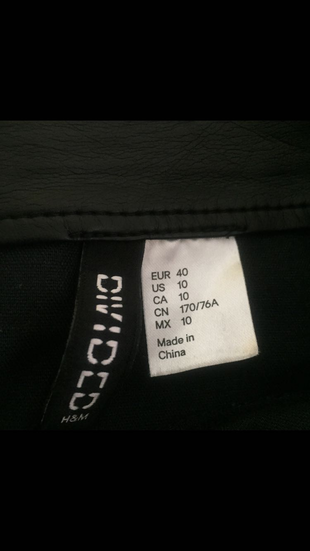 DIVIDED
H&M
EUR 40
US 10
CA 10
CN 170/76A
MX 10
Made in
China